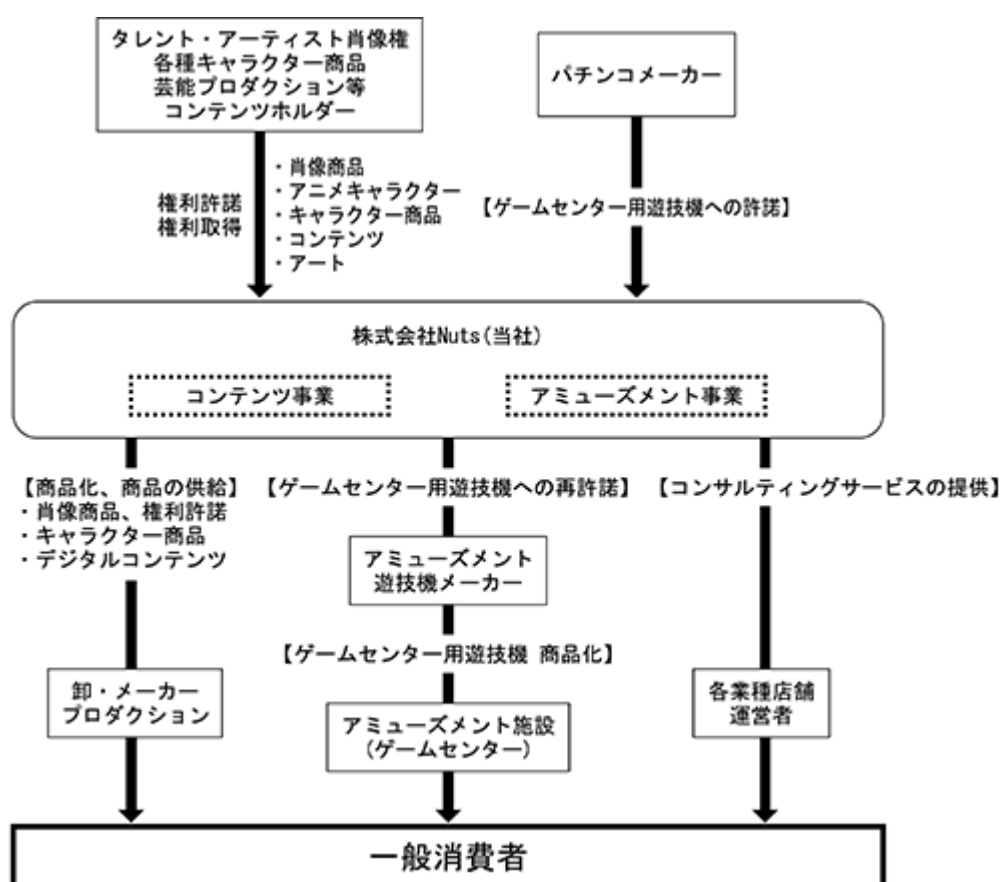 タレント・アーティスト肖像権
各種キャラクター商品
芸能プロダクション等
コンテンツホルダー
パチンコメーカー
権利許諾
権利取得
・肖像商品
・アニメキャラクター
・キャラクター商品
・コンテンツ
・アート
【ゲームセンター用遊技機への許諾】
株式会社Nuts(当社)
コンテンツ事業
アミューズメント事業
【商品化、商品の供給】
・肖像商品、権利許諾
・キャラクター商品
・デジタルコンテンツ
【ゲームセンター用遊技機への再許諾】
【コンサルティングサービスの提供】
アミューズメント
遊技機メーカー
【ゲームセンター用遊技機 商品化】
卸・メーカー
プロダクション
アミューズメント施設
(ゲームセンター)
各業種店舗
運営者
一般消費者